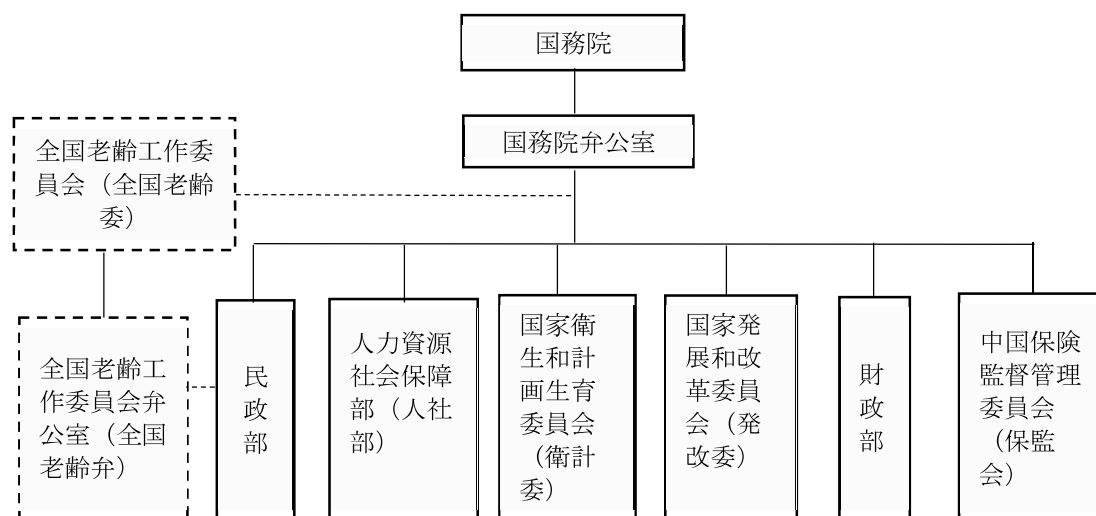 国務院
国務院弁公室
全国老齢工作委
員会（全国老齢
委）
全国老齢工
作委員会弁
公室（全国
老齢弁）
民
政
部
人力資源
社会保障
部（人社
部）
国家衛
生和計
画生育
委員会
（衛計
委）
国家発
展和改
革委員
会（発
改委）
財
政
部
中国保険
監督管理
委員会
（保監
会）